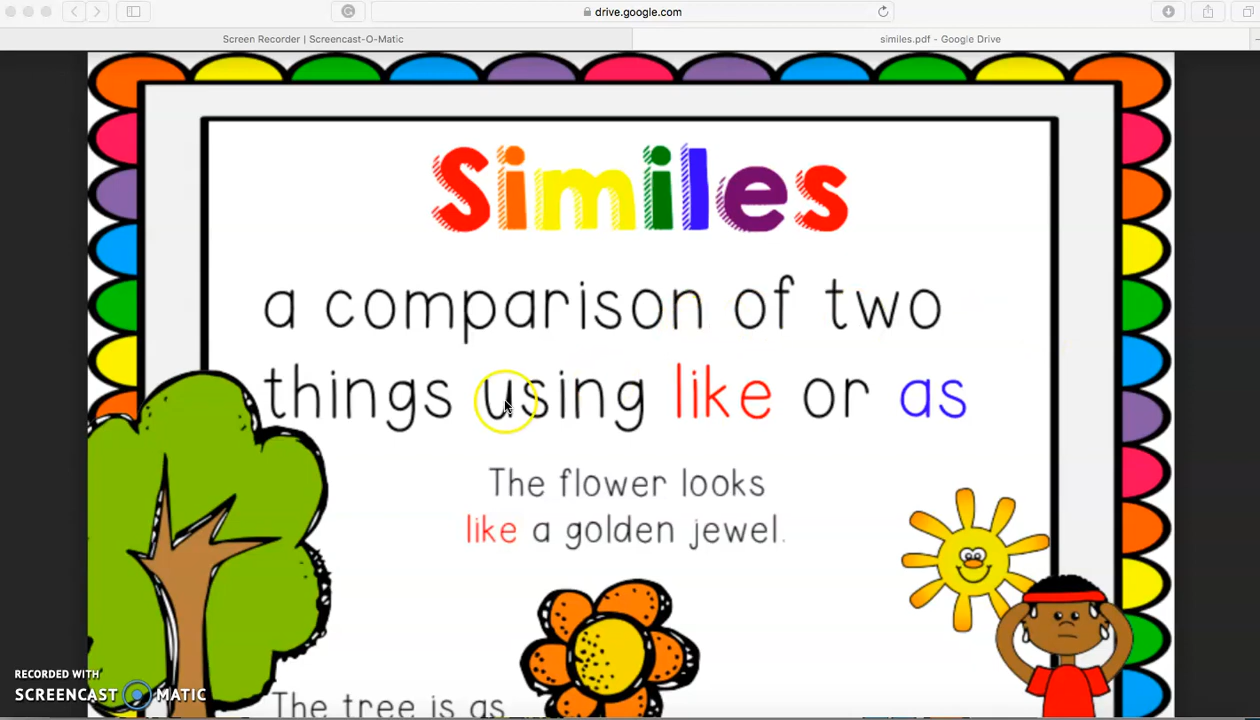 drive.google.com
Screen Recorder | Screencast-O-Matic
similes.pdf - Google Drive
Similes
a comparison of two
things using like or as
The flower looks
like a golden jewel.
The tree is as
RECORDED WITH
SCREENCAST MATIC